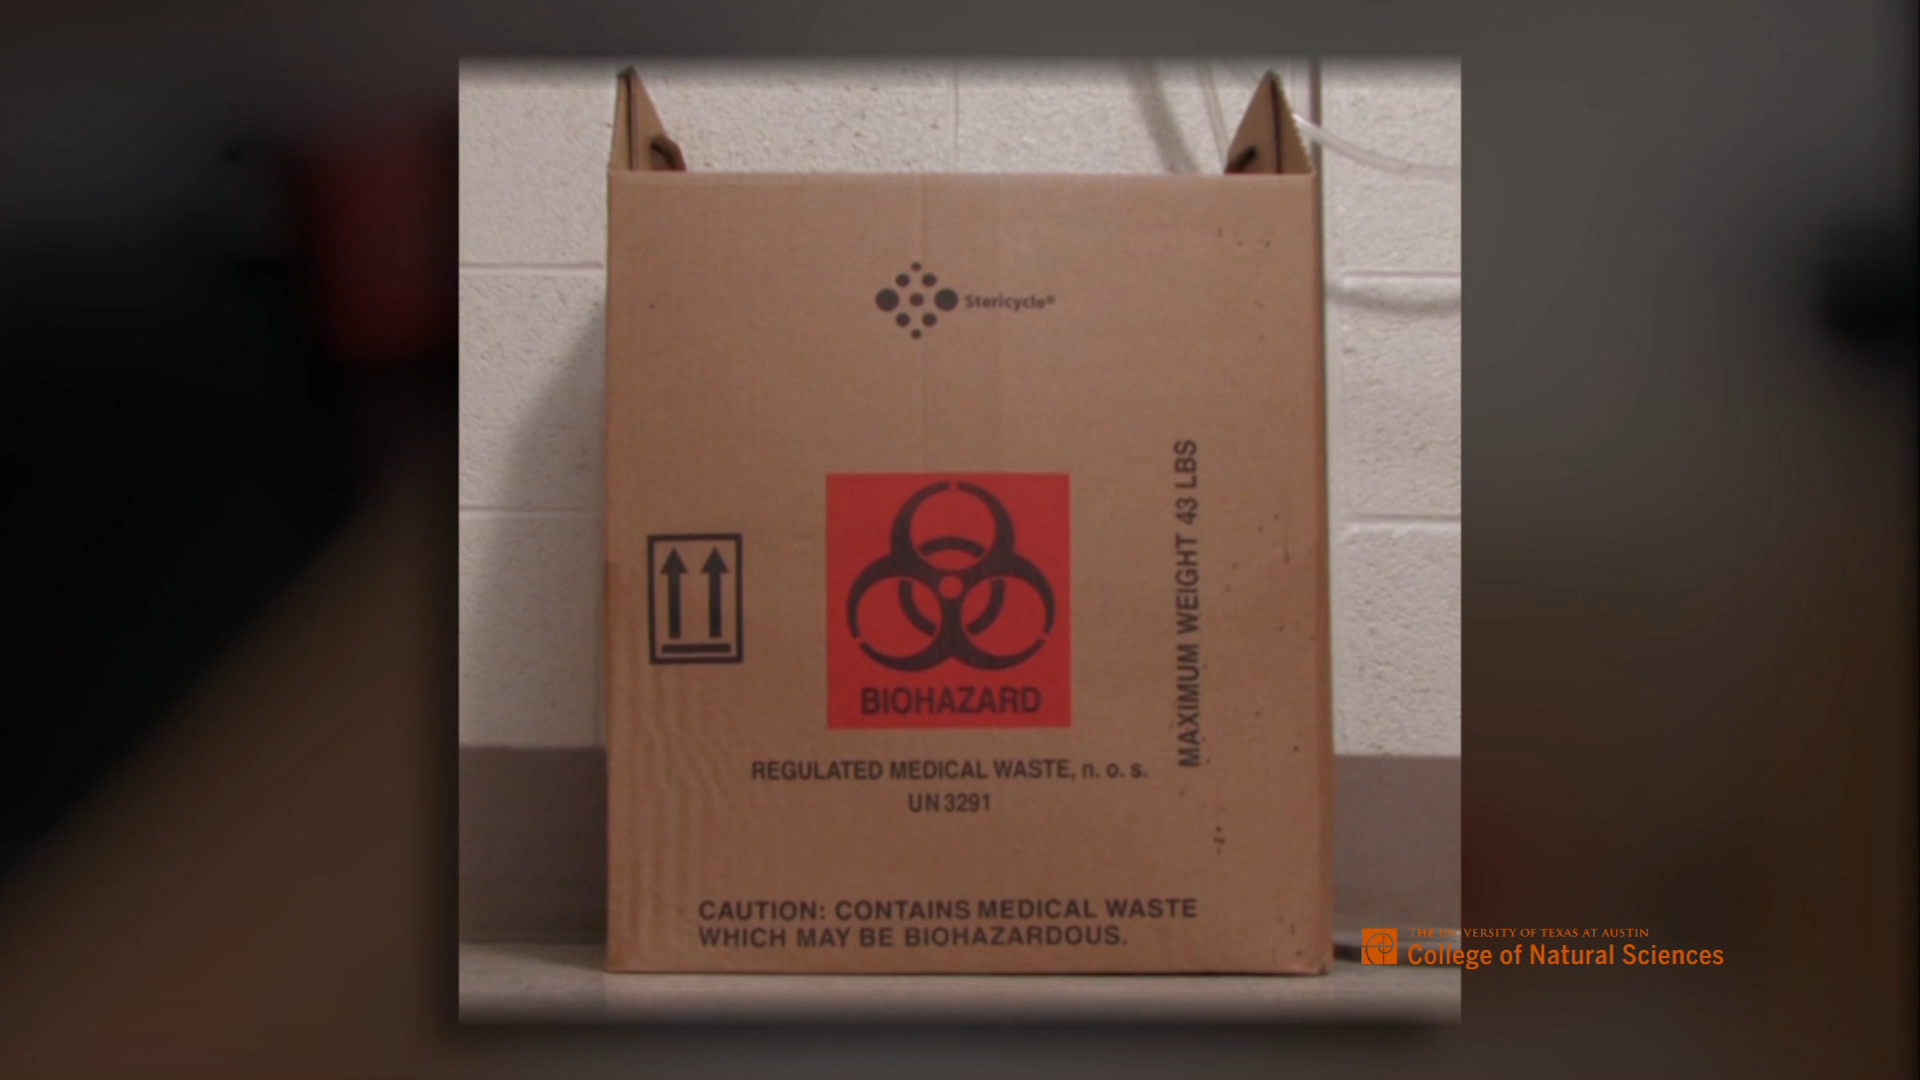 Stericycle®
MAXIMUM WEIGHT 43 LBS
BIOHAZARD
REGULATED MEDICAL WASTE, n. o. s.
UN 3291
CAUTION: CONTAINS MEDICAL WASTE
WHICH MAY BE BIOHAZARDOUS.
THE UNIVERSITY OF TEXAS AT AUSTIN
College of Natural Sciences